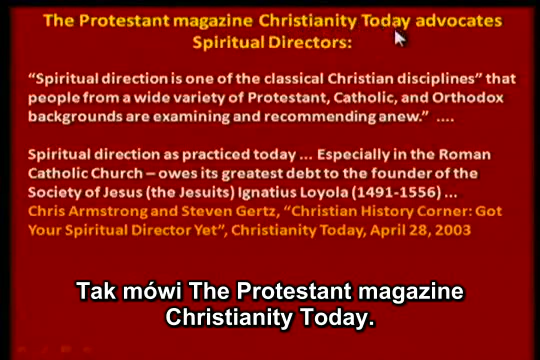 The Protestant magazine Christianity Today advocates
Spiritual Directors:
“Spiritual direction is one of the classical Christian disciplines” that
people from a wide variety of Protestant, Catholic, and Orthodox
backgrounds are examining and recommending anew.”  ....
Spiritual direction as practiced today ... Especially in the Roman
Catholic Church – owes its greatest debt to the founder of the
Society of Jesus (the Jesuits) Ignatius Loyola (1491-1556) ...
Chris Armstrong and Steven Gertz, “Christian History Corner: Got
Your Spiritual Director Yet”, Christianity Today, April 28, 2003
Tak mówi The Protestant magazine
Christianity Today.